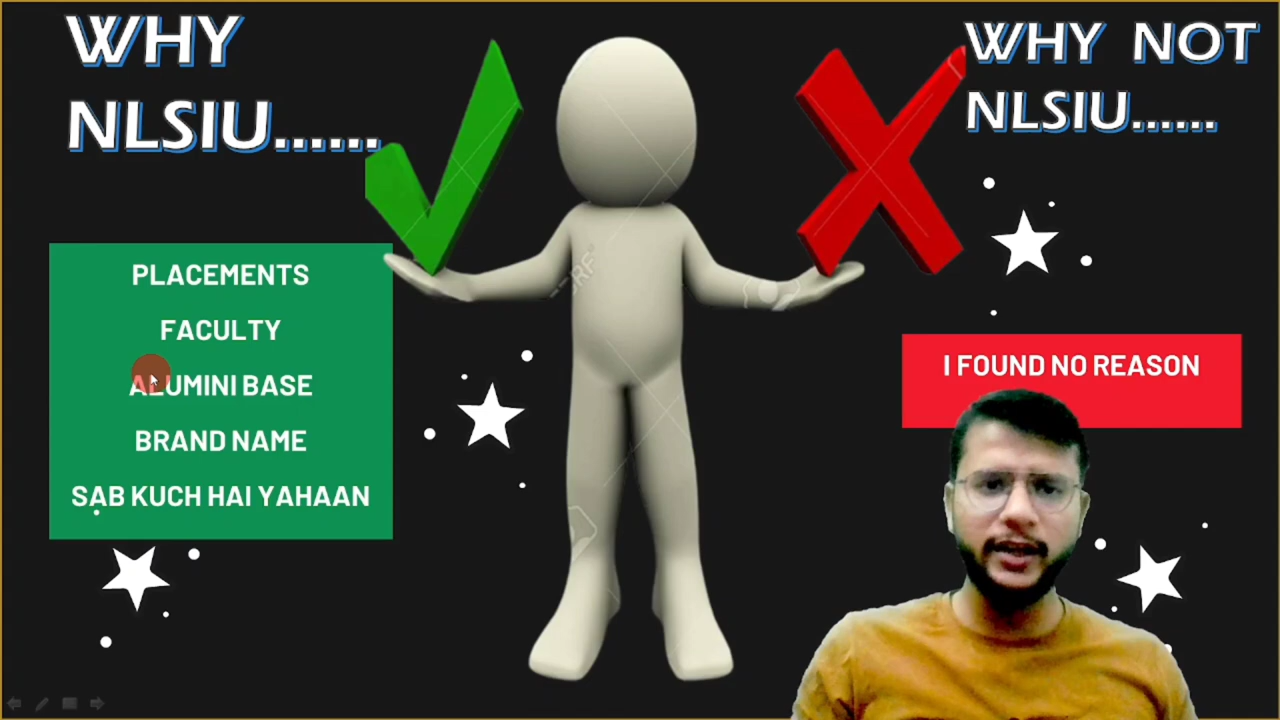 WHY
NLSIU......
PLACEMENTS
FACULTY
ALUMINI BASE
BRAND NAME
SAB KUCH HAI YAHAAN
WHY NOT
NLSIU......
I FOUND NO REASON